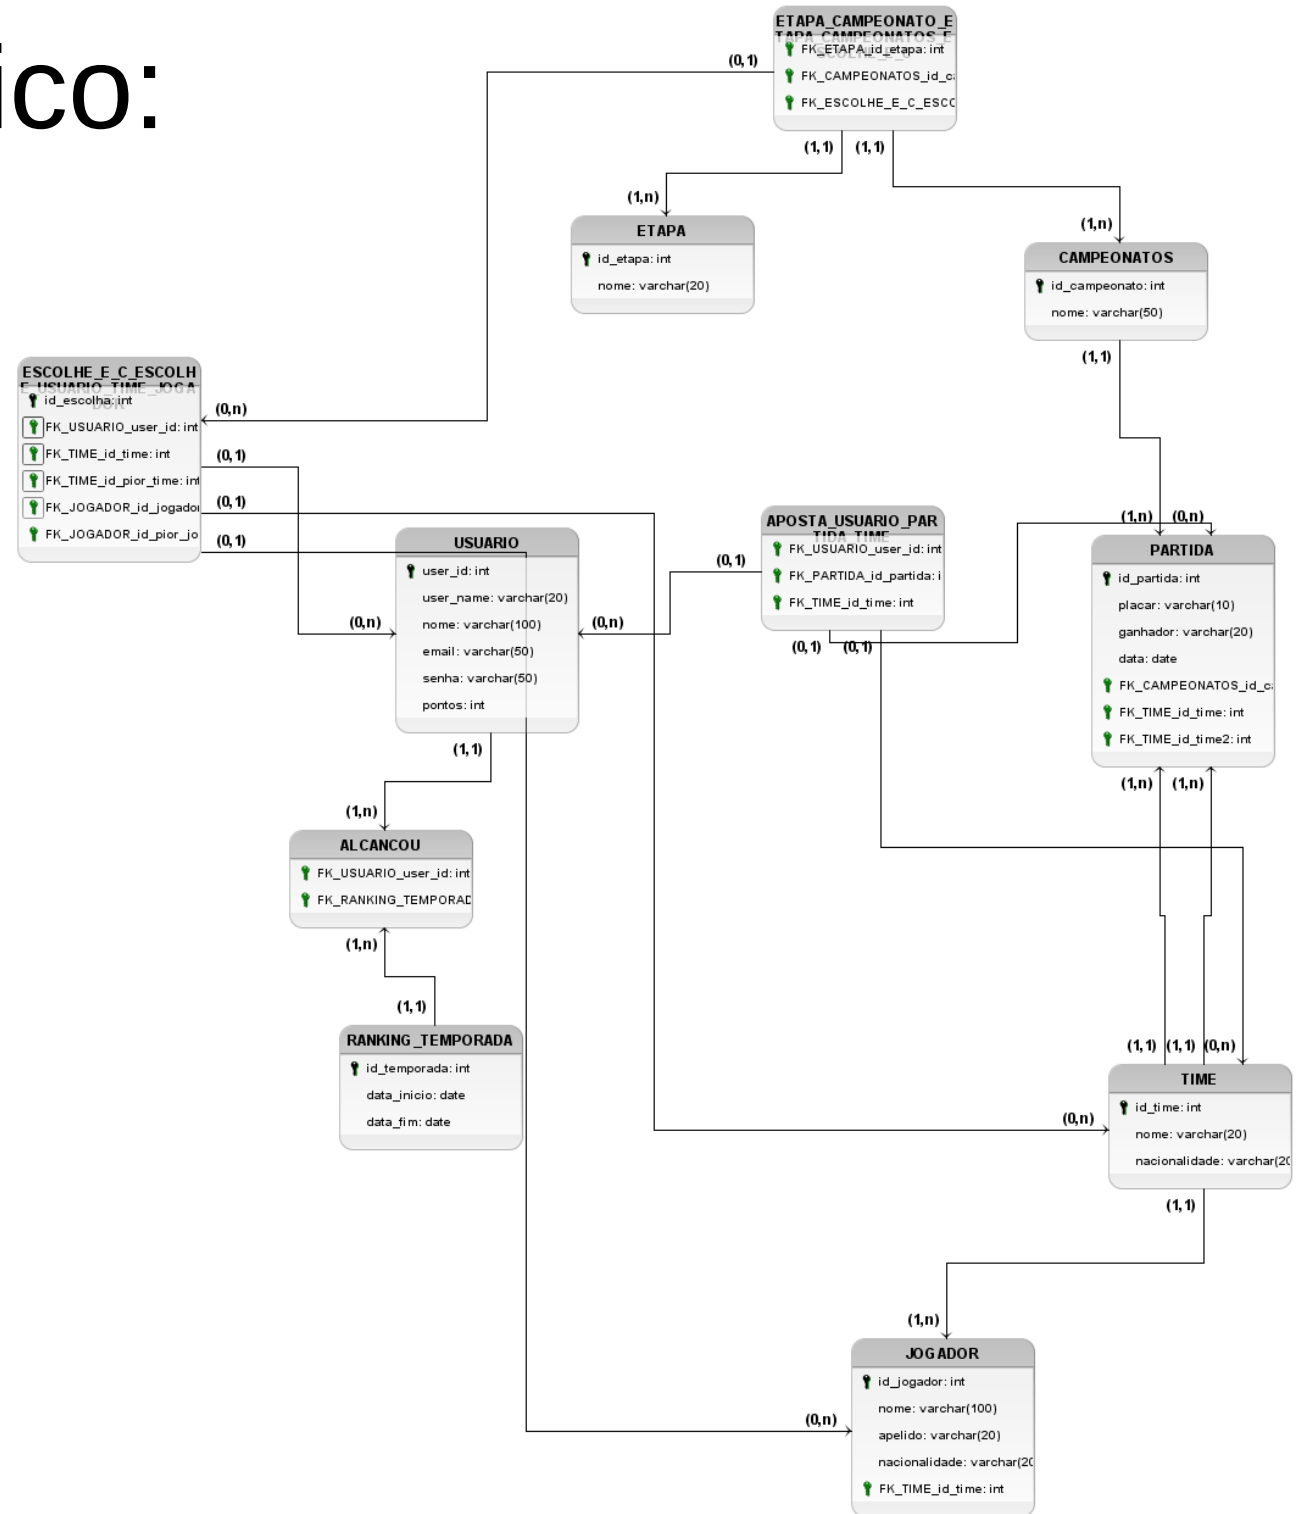 ico:
ETAPA_CAMPEONATO_E
TAPA_CAMPEONATOS_E
SCOLHE_E_C
FK_ETAPA_id_etapa: int
FK_CAMPEONATOS_id_c
FK_ESCOLHE_E_C_ESCO
(0,1)
(1,1) (1,1)
(1,n)
ETAPA
id_etapa: int
nome: varchar(20)
(1,n)
CAMPEONATOS
id_campeonato: int
nome: varchar(50)
(1,1)
ESCOLHE_E_C_ESCOLH
E_USUARIO_TIME_JOGA
DOR
id_escolha: int
FK_USUARIO_user_id: int
FK_TIME_id_time: int
FK_TIME_id_pior_time: int
FK_JOGADOR_id_jogador
FK_JOGADOR_id_pior_jo
(0,n)
(0,1)
(0,1)
(0,1)
(0,n)
USUARIO
user_id: int
user_name: varchar(20)
nome: varchar(100)
email: varchar(50)
senha: varchar(50)
pontos: int
(0,n)
(1,1)
(0,1)
APOSTA_USUARIO_PAR
TIDA_TIME
FK_USUARIO_user_id: int
FK_PARTIDA_id_partida: i
FK_TIME_id_time: int
(0,1) (0,1)
(1,n) (0,n)
PARTIDA
id_partida: int
placar: varchar(10)
ganhador: varchar(20)
data: date
FK_CAMPEONATOS_id_c
FK_TIME_id_time: int
FK_TIME_id_time2: int
(1,n) (1,n)
(1,n)
ALCANCOU
FK_USUARIO_user_id: int
FK_RANKING_TEMPORAD
(1,n)
(1,1)
RANKING_TEMPORADA
id_temporada: int
data_inicio: date
data_fim: date
(1,1) (1,1) (0,n)
(0,n)
TIME
id_time: int
nome: varchar(20)
nacionalidade: varchar(20
(1,1)
(1,n)
(0,n)
JOGADOR
id_jogador: int
nome: varchar(100)
apelido: varchar(20)
nacionalidade: varchar(20
FK_TIME_id_time: int